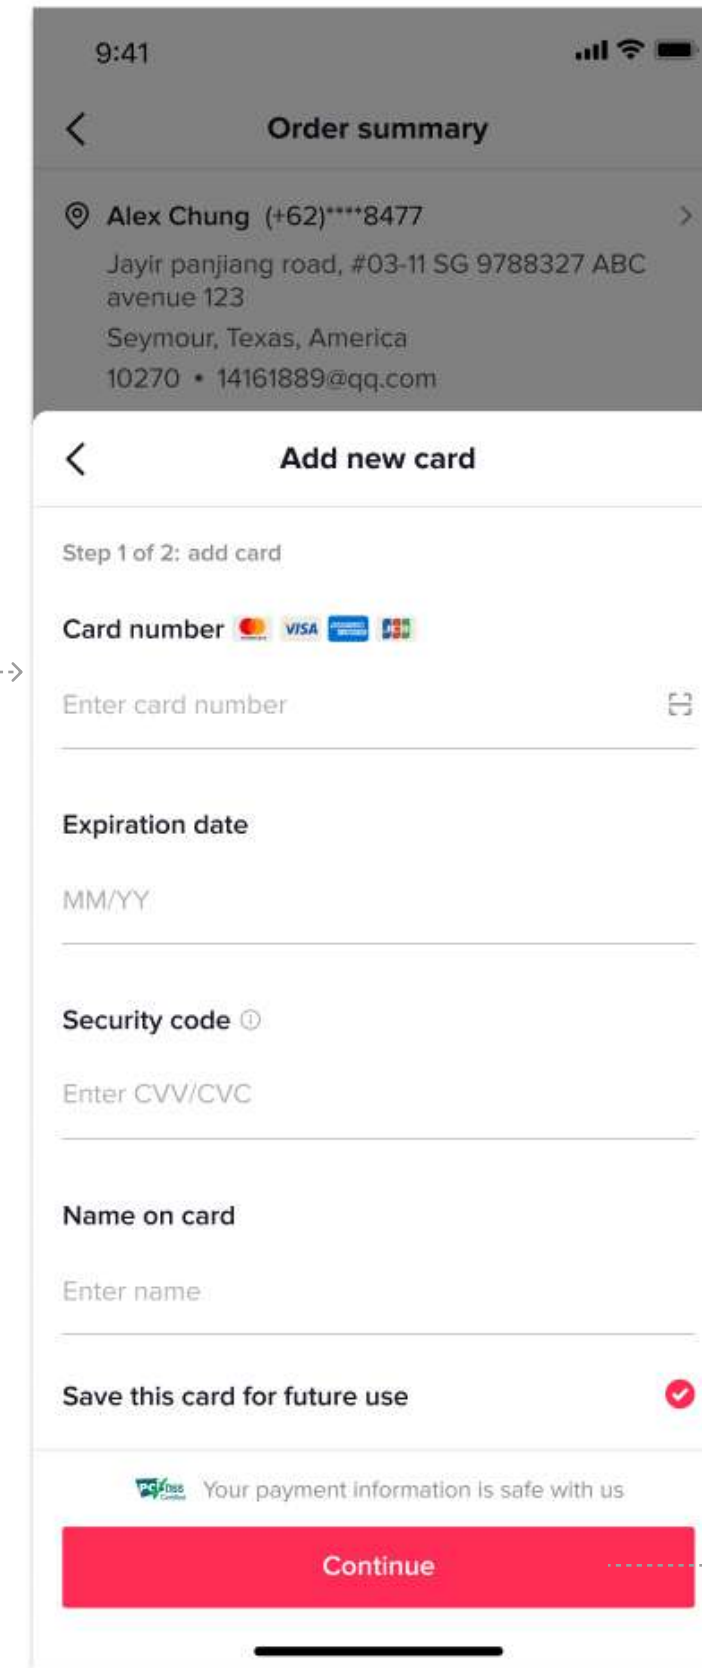 9:41
Order summary
Alex Chung (+62)****8477
Jayir panjiang road, #03-11 SG 9788327 ABC
avenue 123
Seymour, Texas, America
10270 • 14161889@qq.com
Add new card
Step 1 of 2: add card
Card number VISA JCB
Enter card number
Expiration date
MM/YY
Security code
Enter CVV/CVC
Name on card
Enter name
Save this card for future use
PCI DSS Your payment information is safe with us
Continue